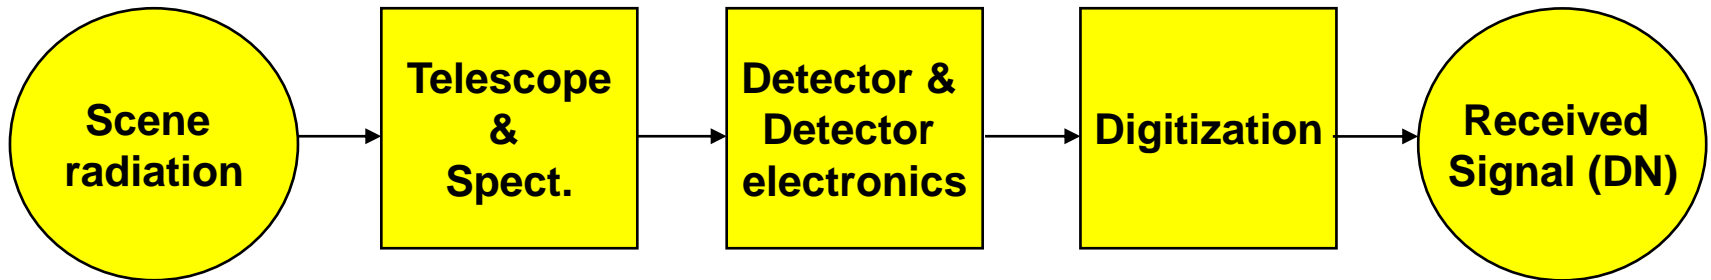 Scene
radiation
Telescope
&
Spect.
Detector &
Detector
electronics
Digitization
Received
Signal (DN)